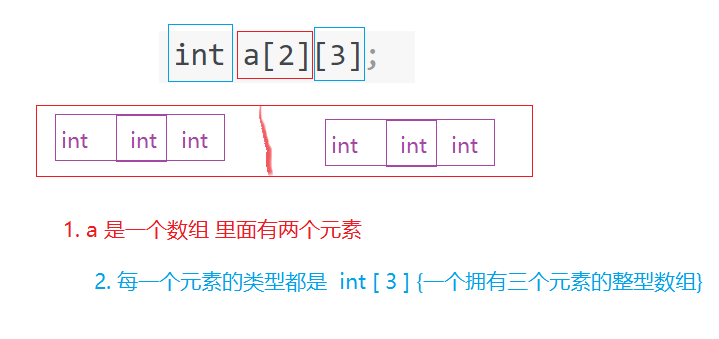 int a[2][3];
int int int int int int
1. a 是一个数组 里面有两个元素
2. 每一个元素的类型都是 int [ 3 ] {一个拥有三个元素的整型数组}